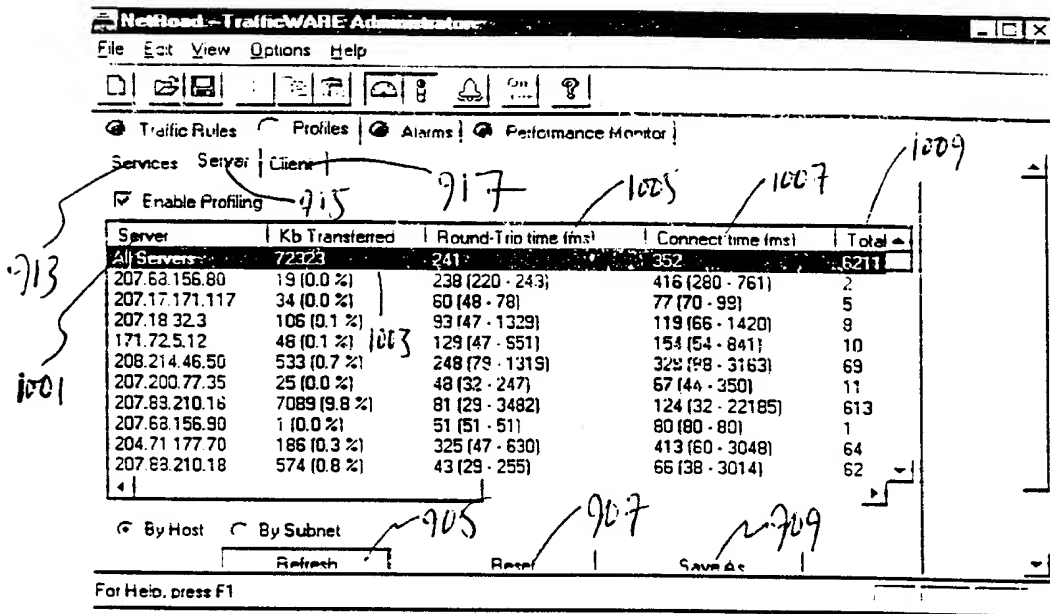 NetRoad - TrafficWARE Administrator
File Edit View Options Help
Traffic Rules Profiles Alarms Performance Monitor
1009
Services Server Client
917 1005 1007
Enable Profiling 915
Server Kb Transferred Round-Trip time (ms) Connect time (ms) Total
913
All Servers 72323 241 352 6211
207.68.156.80 19 (0.0 %) 238 (220 - 243) 416 (280 - 761) 2
207.17.171.117 34 (0.0 %) 60 (48 - 78) 77 (70 - 99) 5
207.18.32.3 106 (0.1 %) 93 (47 - 1329) 119 (66 - 1420) 9
171.72.5.12 48 (0.1 %) 1003 129 (47 - 551) 154 (54 - 841) 10
208.214.46.50 533 (0.7 %) 248 (79 - 1319) 328 (98 - 3163) 69
1001
207.200.77.35 25 (0.0 %) 48 (32 - 247) 67 (44 - 350) 11
207.83.210.16 7089 (9.8 %) 81 (29 - 3482) 124 (32 - 22185) 613
207.68.156.90 1 (0.0 %) 51 (51 - 51) 80 (80 - 80) 1
204.71.177.70 186 (0.3 %) 325 (47 - 630) 413 (60 - 3048) 64
207.83.210.18 574 (0.8 %) 43 (29 - 255) 66 (38 - 3014) 62
By Host By Subnet 905 907 909
Refresh Reset Save As
For Help, press F1